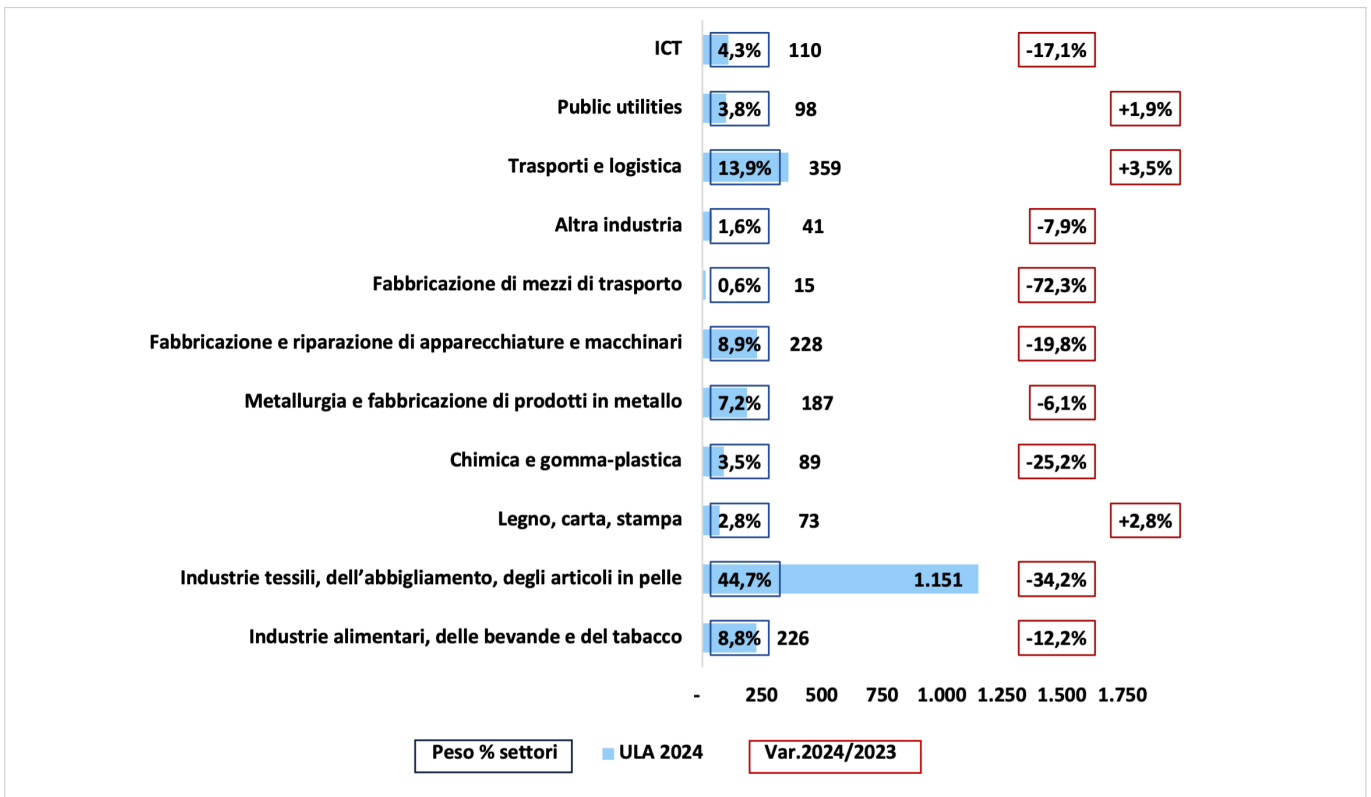 ICT 4,3% 110 -17,1%
Public utilities 3,8% 98 +1,9%
Trasporti e logistica 13,9% 359 +3,5%
Altra industria 1,6% 41 -7,9%
Fabbricazione di mezzi di trasporto 0,6% 15 -72,3%
Fabbricazione e riparazione di apparecchiature e macchinari 8,9% 228 -19,8%
Metallurgia e fabbricazione di prodotti in metallo 7,2% 187 -6,1%
Chimica e gomma-plastica 3,5% 89 -25,2%
Legno, carta, stampa 2,8% 73 +2,8%
Industrie tessili, dell’abbigliamento, degli articoli in pelle 44,7% 1.151 -34,2%
Industrie alimentari, delle bevande e del tabacco 8,8% 226 -12,2%
- 250 500 750 1.000 1.250 1.500 1.750
Peso % settori ULA 2024 Var.2024/2023